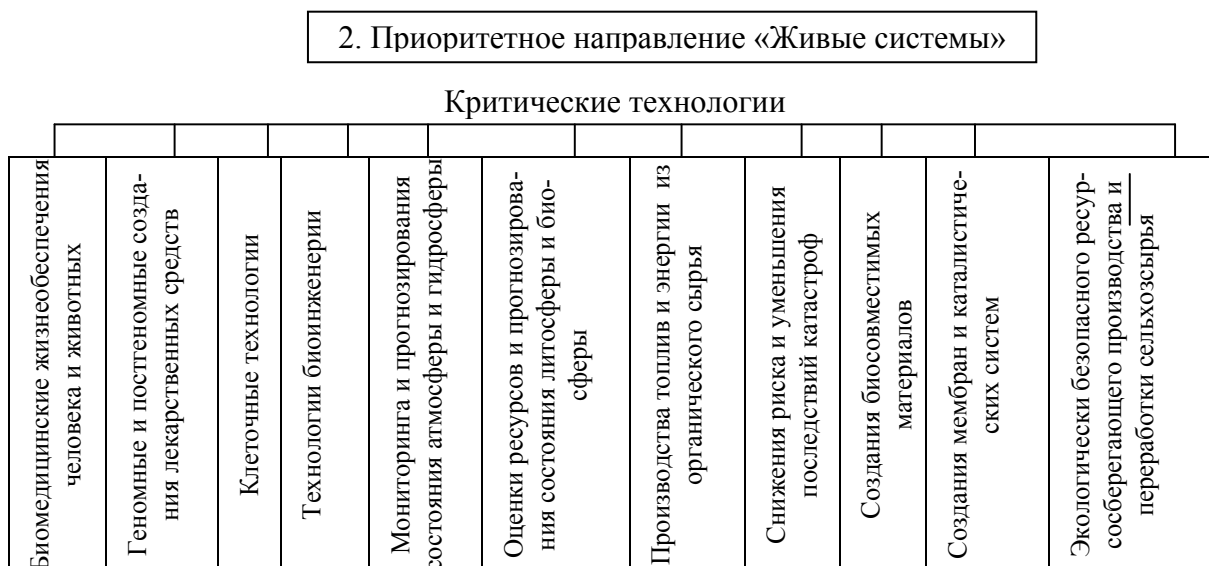 2. Приоритетное направление «Живые системы»
Критические технологии
Биомедицинские жизнеобеспечения
человека и животных
Геномные и постгеномные созда-
ния лекарственных средств
Клеточные технологии
Технологии биоинженерии
Мониторинга и прогнозирования
состояния атмосферы и гидросферы
Оценки ресурсов и прогнозирова-
ния состояния литосферы и био-
сферы
Производства топлив и энергии из
органического сырья
Снижения риска и уменьшения
последствий катастроф
Создания биосовместимых
материалов
Создания мембран и каталистиче-
ских систем
Экологически безопасного ресур-
сосберегающего производства и
переработки сельхозсырья